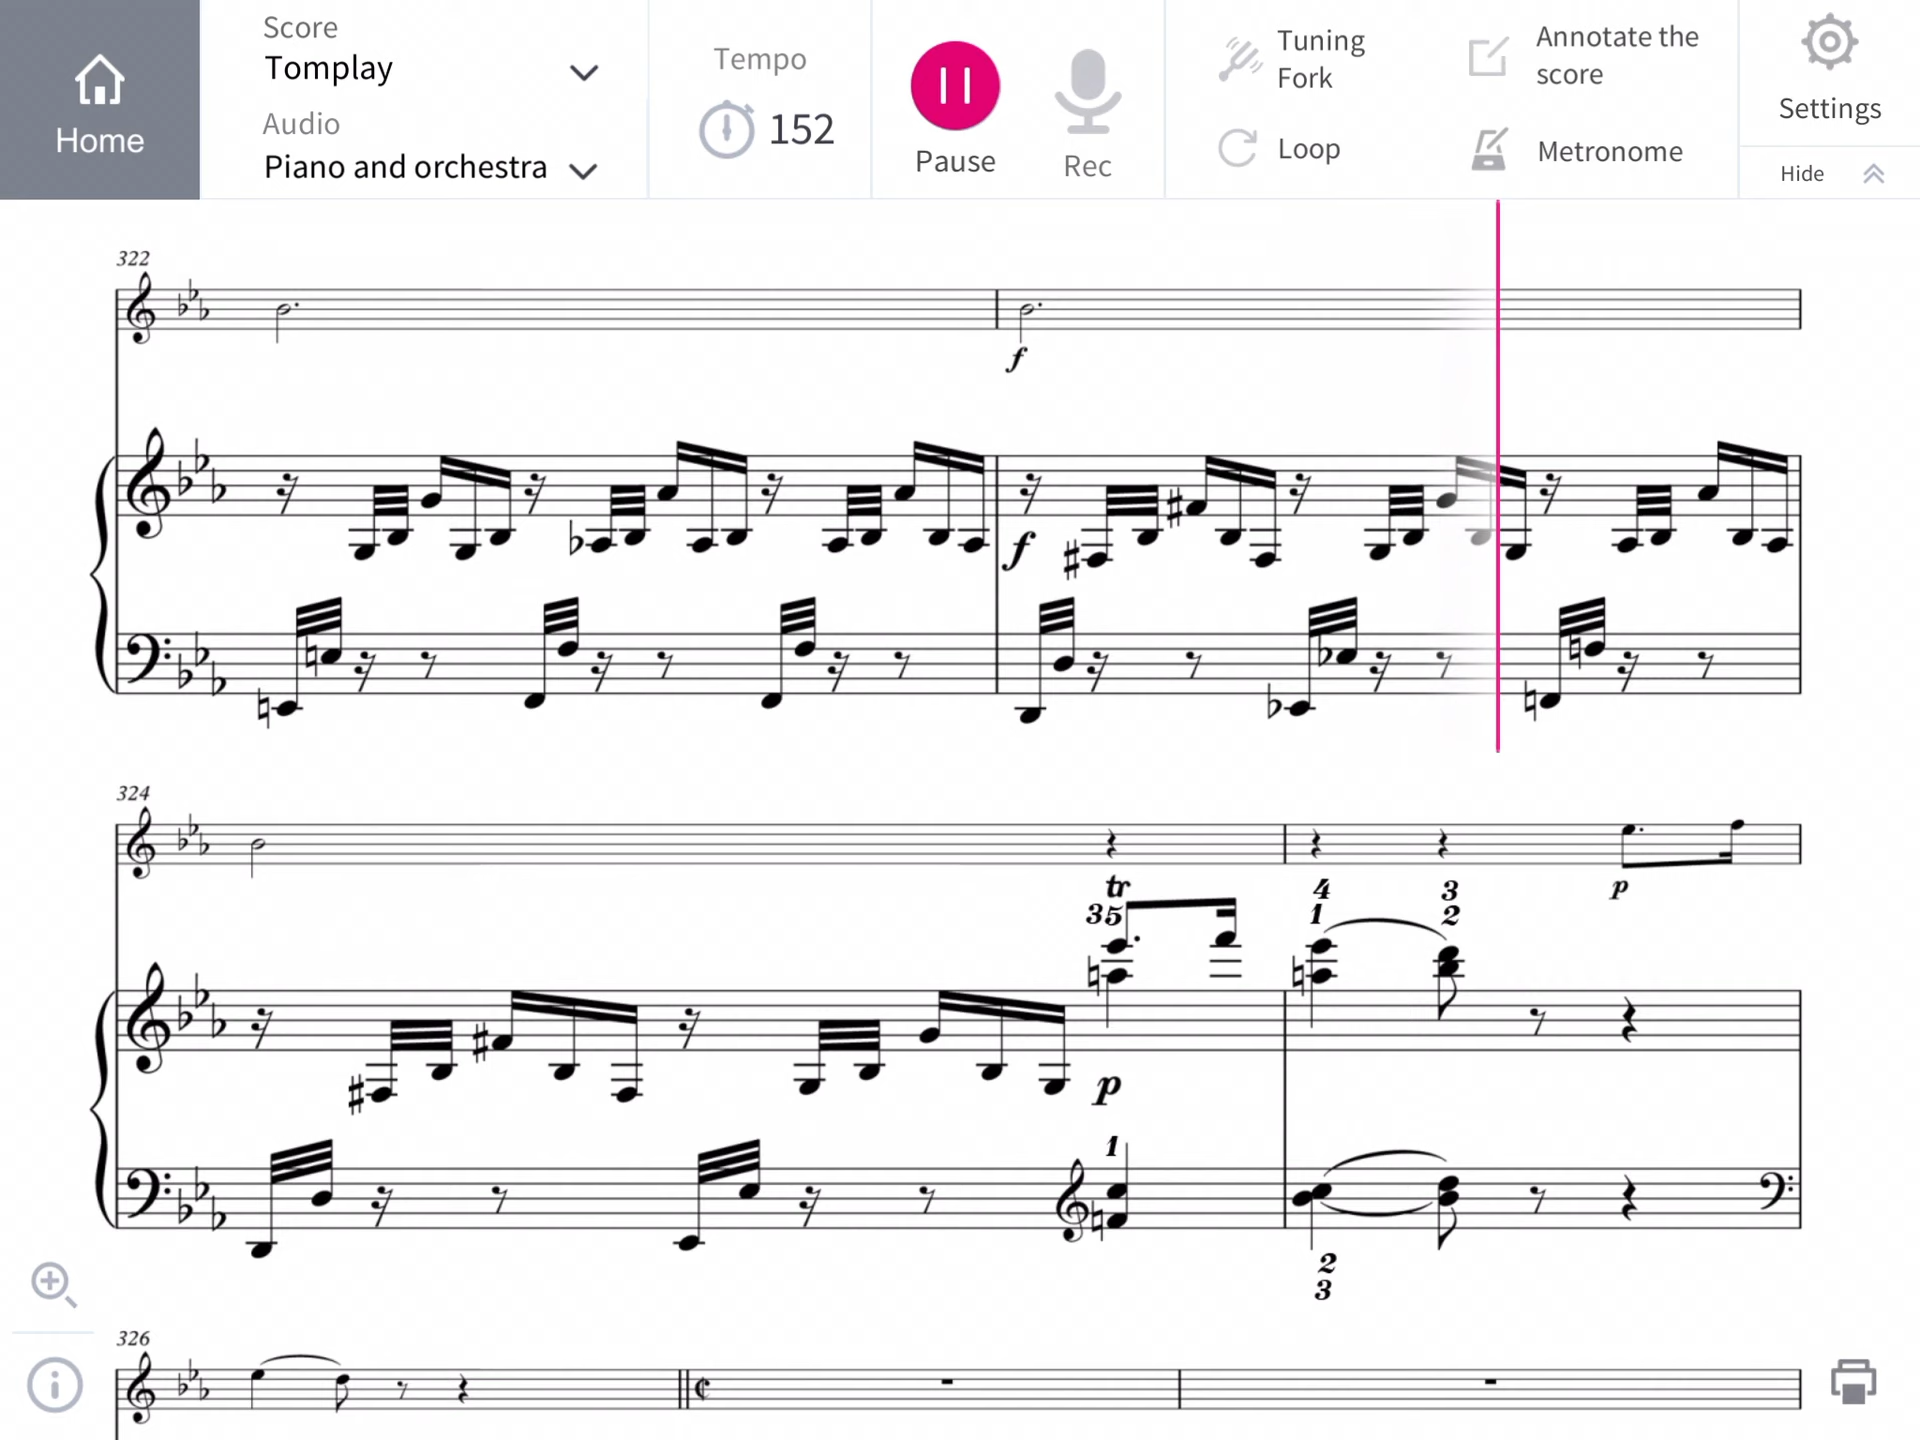 Home
Score
Tomplay
Audio
Piano and orchestra
Tempo
152
Pause
Rec
Tuning
Fork
Loop
Annotate the
score
Metronome
Settings
Hide
322
f
f
324
tr
35
4
1
3
2
p
p
1
2
3
326